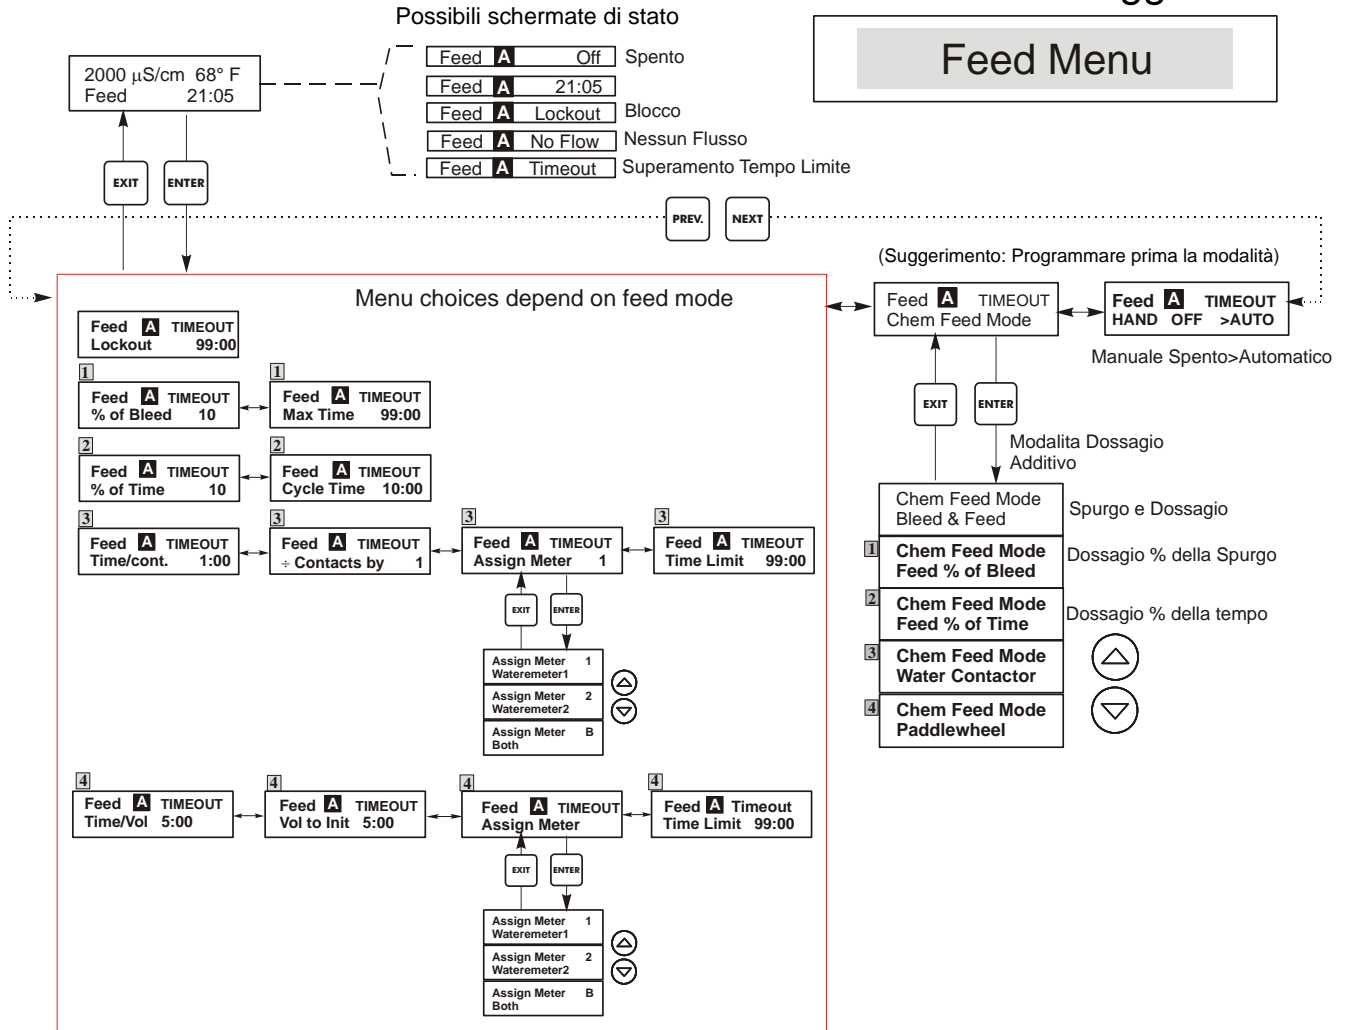 Possibili schermate di stato
gg
Feed Menu
2000 μS/cm 68° F
Feed 21:05
Feed A Off
Spento
Feed A 21:05
Feed A Lockout
Blocco
Feed A No Flow
Nessun Flusso
Feed A Timeout
Superamento Tempo Limite
EXIT
ENTER
PREV.
NEXT
(Suggerimento: Programmare prima la modalità)
Menu choices depend on feed mode
Feed A TIMEOUT
Chem Feed Mode
Feed A TIMEOUT
HAND OFF >AUTO
Manuale Spento>Automatico
EXIT
ENTER
Modalita Dossagio
Additivo
Chem Feed Mode
Bleed & Feed
Spurgo e Dossagio
1
Chem Feed Mode
Feed % of Bleed
Dossagio % della Spurgo
2
Chem Feed Mode
Feed % of Time
Dossagio % della tempo
3
Chem Feed Mode
Water Contactor
4
Chem Feed Mode
Paddlewheel
Feed A TIMEOUT
Lockout 99:00
1
Feed A TIMEOUT
% of Bleed 10
1
Feed A TIMEOUT
Max Time 99:00
2
Feed A TIMEOUT
% of Time 10
2
Feed A TIMEOUT
Cycle Time 10:00
3
Feed A TIMEOUT
Time/cont. 1:00
3
Feed A TIMEOUT
÷ Contacts by 1
3
Feed A TIMEOUT
Assign Meter 1
3
Feed A TIMEOUT
Time Limit 99:00
EXIT
ENTER
Assign Meter 1
Wateremeter1
Assign Meter 2
Wateremeter2
Assign Meter B
Both
4
Feed A TIMEOUT
Time/Vol 5:00
4
Feed A TIMEOUT
Vol to Init 5:00
4
Feed A TIMEOUT
Assign Meter
4
Feed A Timeout
Time Limit 99:00
EXIT
ENTER
Assign Meter 1
Wateremeter1
Assign Meter 2
Wateremeter2
Assign Meter B
Both